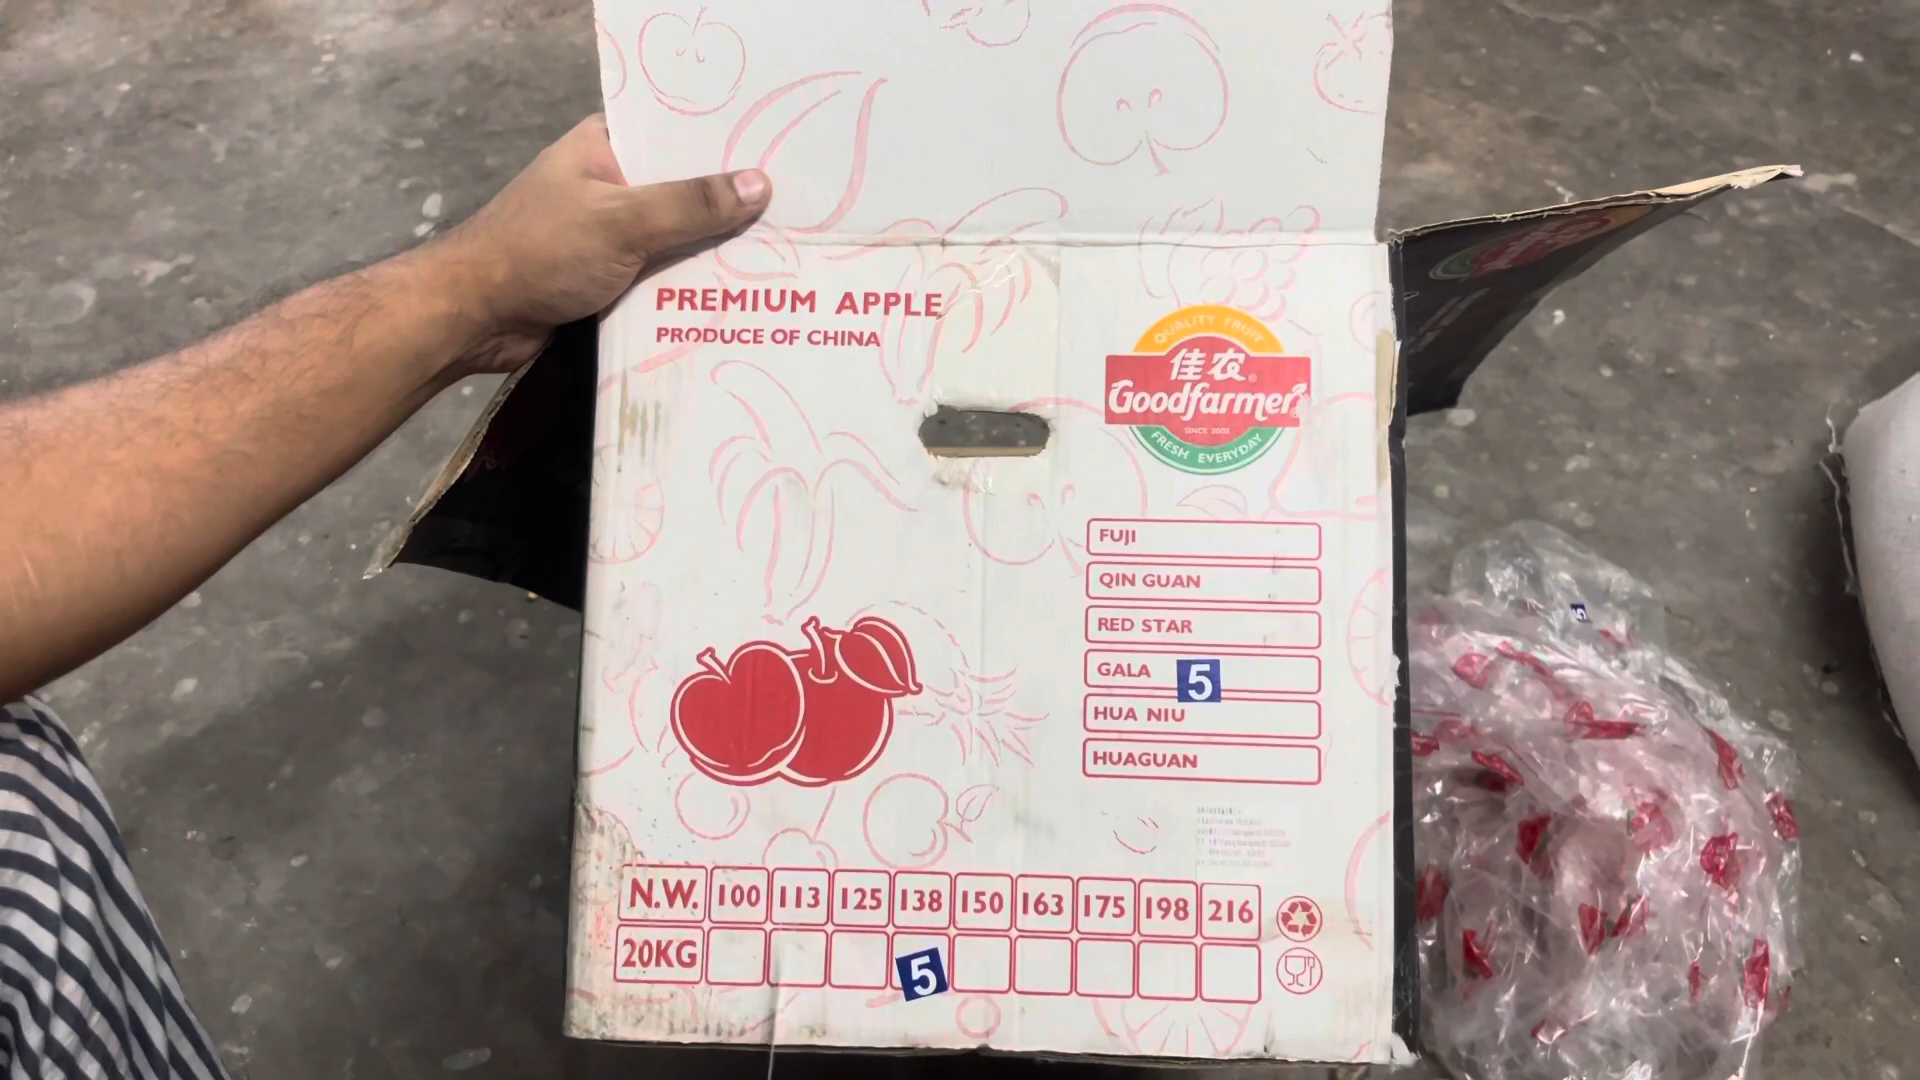 PREMIUM APPLE
PRODUCE OF CHINA
QUALITY FRUIT
佳农®
Goodfarmer
SINCE 2002
FRESH EVERYDAY
FUJI
QIN GUAN
RED STAR
GALA 5
HUA NIU
HUAGUAN
N.W. 100 113 125 138 150 163 175 198 216
20KG 5
5